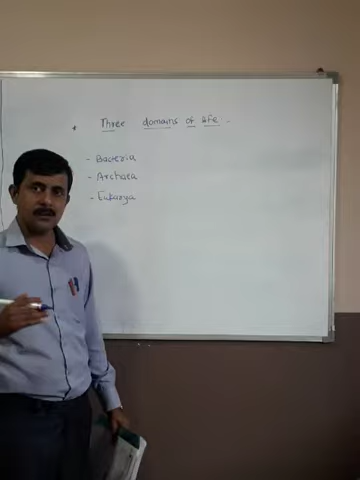 * Three domains of life .
- Bacteria
- Archaea
- Eukarya